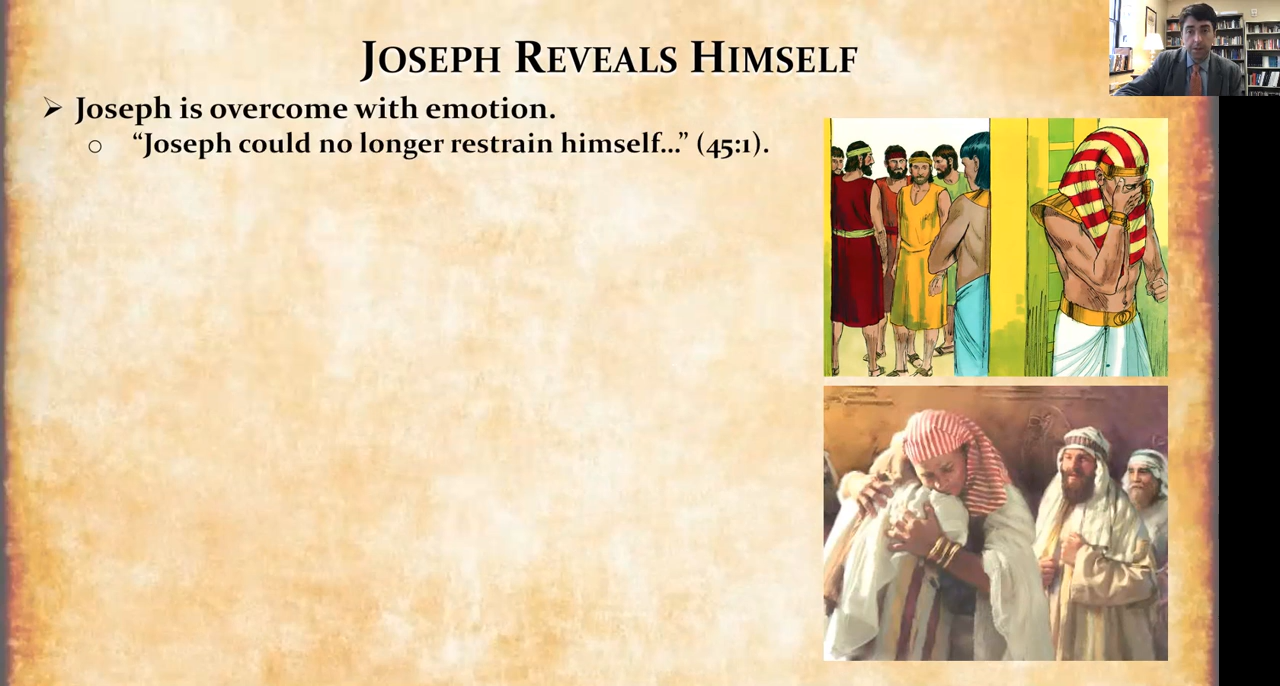 Joseph Reveals Himself
Joseph is overcome with emotion.
“Joseph could no longer restrain himself...” (45:1).